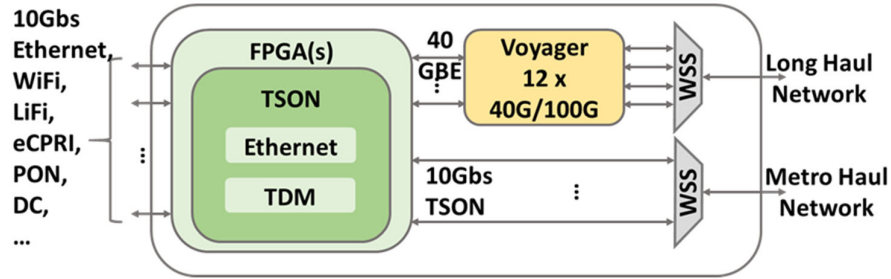 10Gbs
Ethernet,
WiFi,
LiFi,
eCPRI,
PON,
DC,
...
...
FPGA(s)
TSON
Ethernet
TDM
40
GBE
...
Voyager
12 x
40G/100G
WSS
Long Haul
Network
10Gbs
TSON
...
WSS
Metro Haul
Network